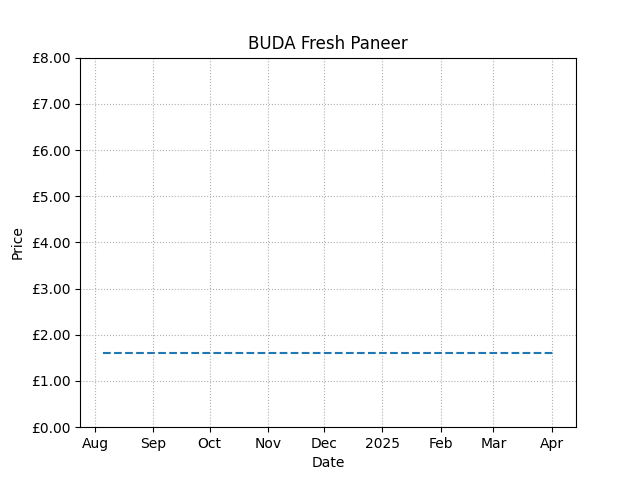 BUDA Fresh Paneer
£8.00
£7.00
£6.00
£5.00
£4.00
£3.00
£2.00
£1.00
£0.00
Price
Aug Sep Oct Nov Dec 2025 Feb Mar Apr
Date